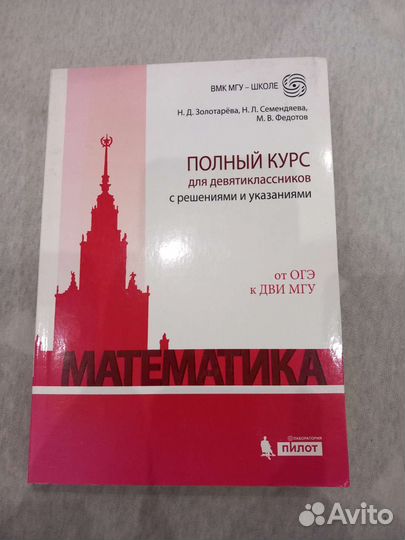 ВМК МГУ – ШКОЛЕ
Н. Д. Золотарёва, Н. Л. Семендяева,
М. В. Федотов
ПОЛНЫЙ КУРС
для девятиклассников
с решениями и указаниями
от ОГЭ
к ДВИ МГУ
МАТЕМАТИКА
ЛАБОРАТОРИЯ
ПИЛОТ
Avito